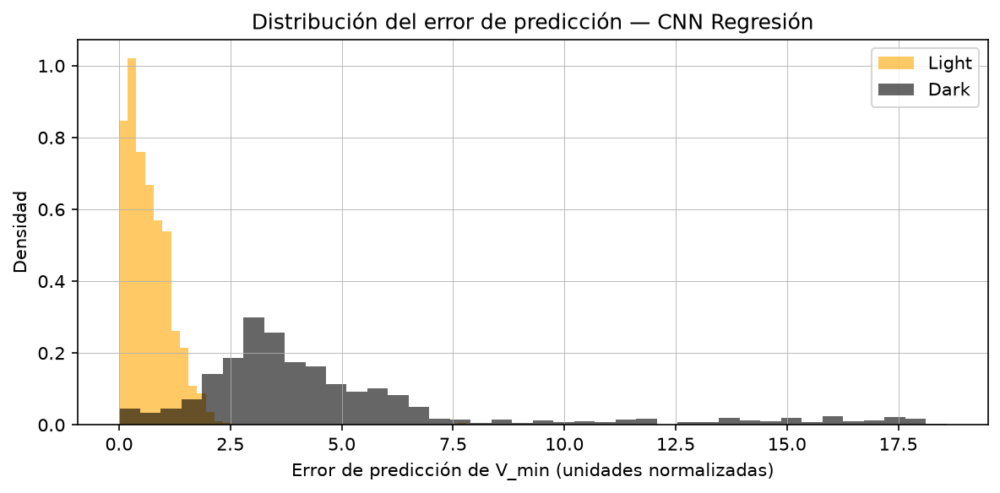 Distribución del error de predicción — CNN Regresión
Light
Dark
Densidad
1.0
0.8
0.6
0.4
0.2
0.0
0.0 2.5 5.0 7.5 10.0 12.5 15.0 17.5
Error de predicción de V_min (unidades normalizadas)